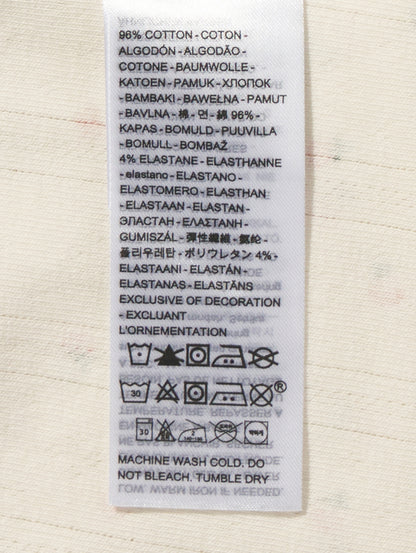 96% COTTON - COTON -
ALGODÓN - ALGODÃO -
COTONE - BAUMWOLLE -
KATOEN - PAMUK - ХЛОПОК
- BAMBAKI - BAWEŁNA - PAMUT
- BAVLNA - 棉 - 면 - 綿 96% -
KAPAS - BOMULD - PUUVILLA
- BOMULL - BOMBAŽ
4% ELASTANE - ELASTHANNE
- elastano - ELASTANO -
ELASTOMERO - ELASTHAN
- ELASTAAN - ELASTAN -
ЭЛАСТАН - ΕΛΑΣΤΑΝΗ -
GUMISZÁL - 彈性纖維 - 氨纶 -
폴리우레탄 - ポリウレタン 4% -
ELASTAANI - ELASTÁN -
ELASTANAS - ELASTĀNS
EXCLUSIVE OF DECORATION
- EXCLUANT
L'ORNEMENTATION
30
®
30
MACHINE WASH COLD. DO
NOT BLEACH. TUMBLE DRY